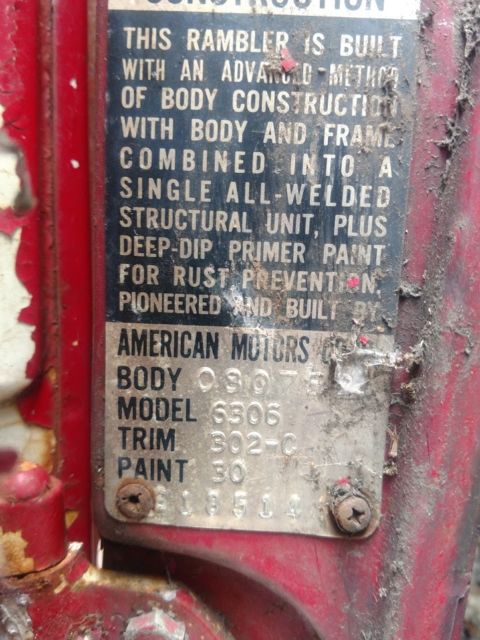 CONSTRUCTION
THIS RAMBLER IS BUILT
WITH AN ADVANCED METHOD
OF BODY CONSTRUCTION
WITH BODY AND FRAME
COMBINED INTO A
SINGLE ALL-WELDED
STRUCTURAL UNIT, PLUS
DEEP-DIP PRIMER PAINT
FOR RUST PREVENTION,
PIONEERED AND BUILT BY
AMERICAN MOTORS
BODY
MODEL 6306
TRIM 302-C
PAINT 30